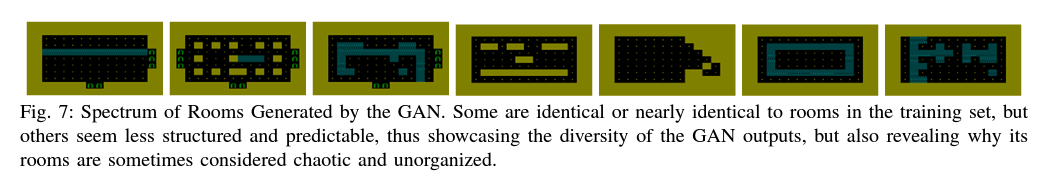 Fig. 7: Spectrum of Rooms Generated by the GAN. Some are identical or nearly identical to rooms in the training set, but
others seem less structured and predictable, thus showcasing the diversity of the GAN outputs, but also revealing why its
rooms are sometimes considered chaotic and unorganized.